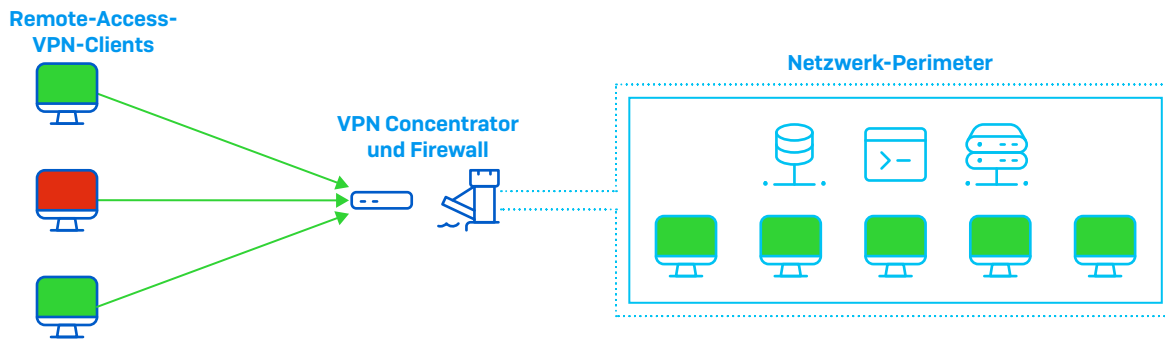 Remote-Access-
VPN-Clients
VPN Concentrator
und Firewall
Netzwerk-Perimeter